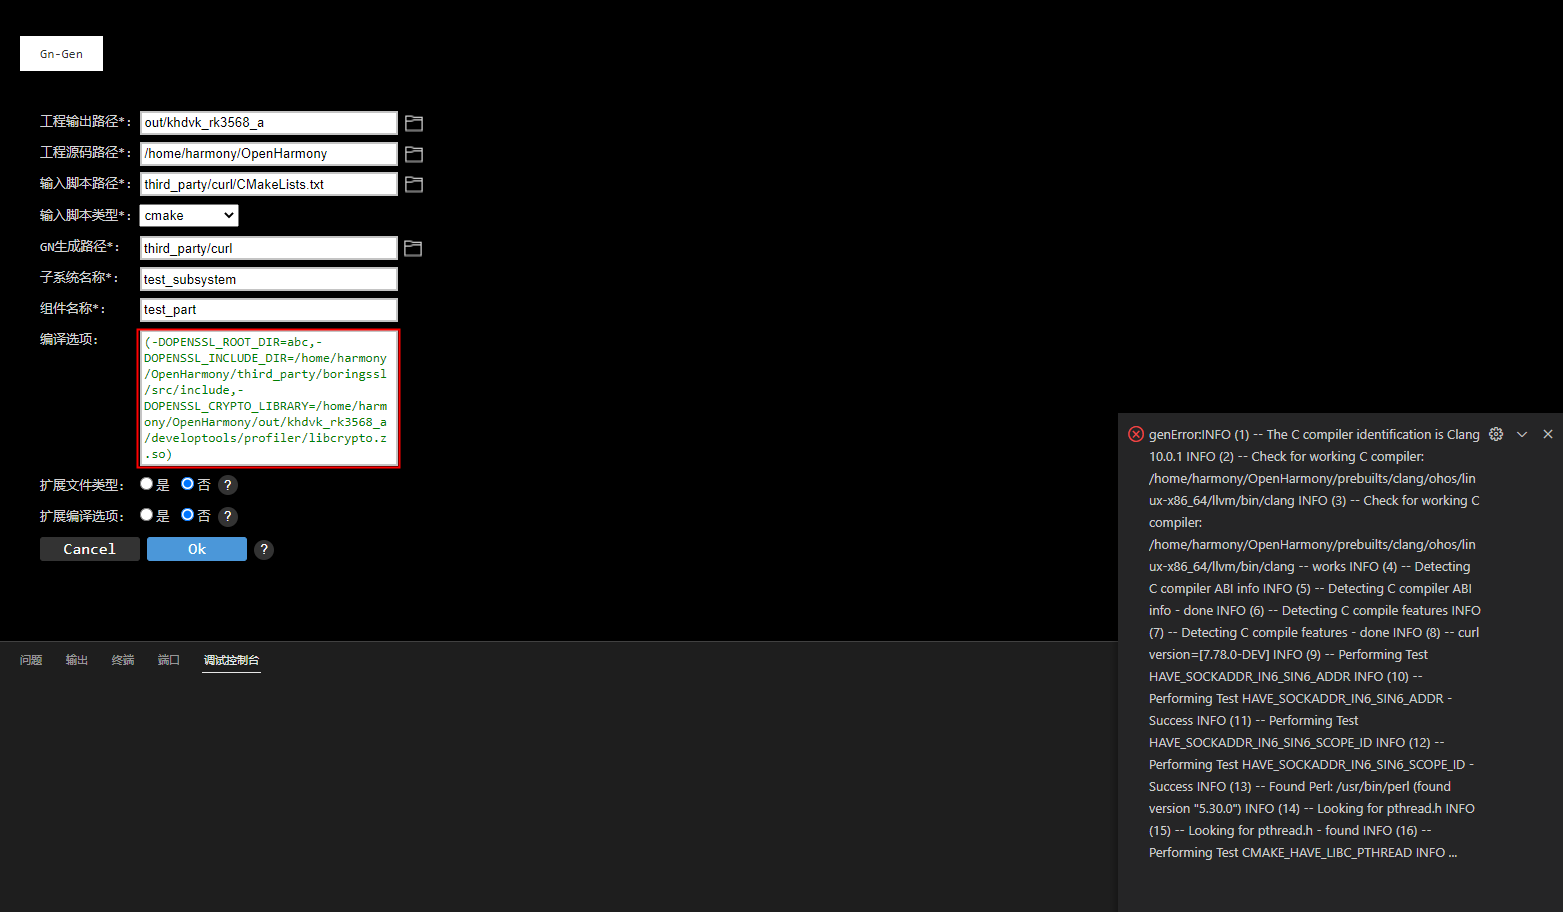 Gn-Gen
工程输出路径*: out/khdvk_rk3568_a
工程源码路径*: /home/harmony/OpenHarmony
输入脚本路径*: third_party/curl/CMakeLists.txt
输入脚本类型*: cmake
GN生成路径*: third_party/curl
子系统名称*: test_subsystem
组件名称*: test_part
编译选项: (-DOPENSSL_ROOT_DIR=abc,-
DOPENSSL_INCLUDE_DIR=/home/harmony
/OpenHarmony/third_party/boringssl
/src/include,-
DOPENSSL_CRYPTO_LIBRARY=/home/harm
ony/OpenHarmony/out/khdvk_rk3568_a
/developtools/profiler/libcrypto.z
.so)
扩展文件类型: 是 否 ?
扩展编译选项: 是 否 ?
Cancel Ok ?
问题 输出 终端 端口 调试控制台
genError:INFO (1) -- The C compiler identification is Clang
10.0.1 INFO (2) -- Check for working C compiler:
/home/harmony/OpenHarmony/prebuilts/clang/ohos/lin
ux-x86_64/llvm/bin/clang INFO (3) -- Check for working C
compiler:
/home/harmony/OpenHarmony/prebuilts/clang/ohos/lin
ux-x86_64/llvm/bin/clang -- works INFO (4) -- Detecting
C compiler ABI info INFO (5) -- Detecting C compiler ABI
info - done INFO (6) -- Detecting C compile features INFO
(7) -- Detecting C compile features - done INFO (8) -- curl
version=[7.78.0-DEV] INFO (9) -- Performing Test
HAVE_SOCKADDR_IN6_SIN6_ADDR INFO (10) --
Performing Test HAVE_SOCKADDR_IN6_SIN6_ADDR -
Success INFO (11) -- Performing Test
HAVE_SOCKADDR_IN6_SIN6_SCOPE_ID INFO (12) --
Performing Test HAVE_SOCKADDR_IN6_SIN6_SCOPE_ID -
Success INFO (13) -- Found Perl: /usr/bin/perl (found
version "5.30.0") INFO (14) -- Looking for pthread.h INFO
(15) -- Looking for pthread.h - found INFO (16) --
Performing Test CMAKE_HAVE_LIBC_PTHREAD INFO ...